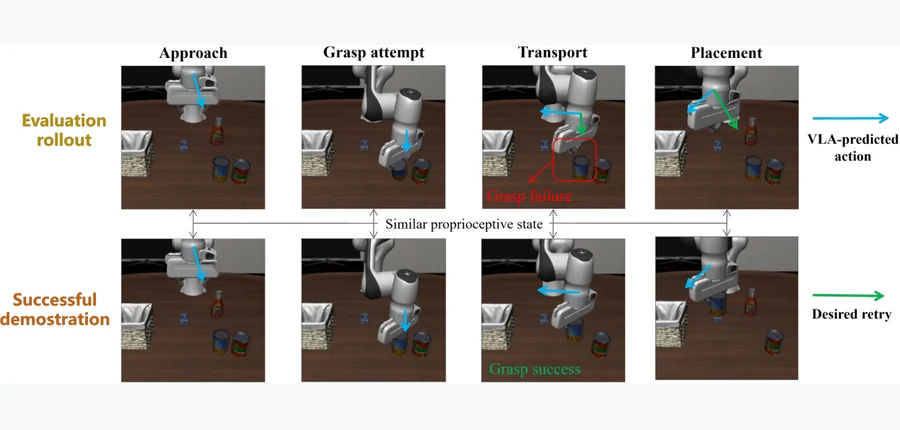 Approach
Grasp attempt
Transport
Placement
Evaluation
rollout
Grasp failure
VLA-predicted
action
Similar proprioceptive state
Successful
demostration
Grasp success
Desired retry